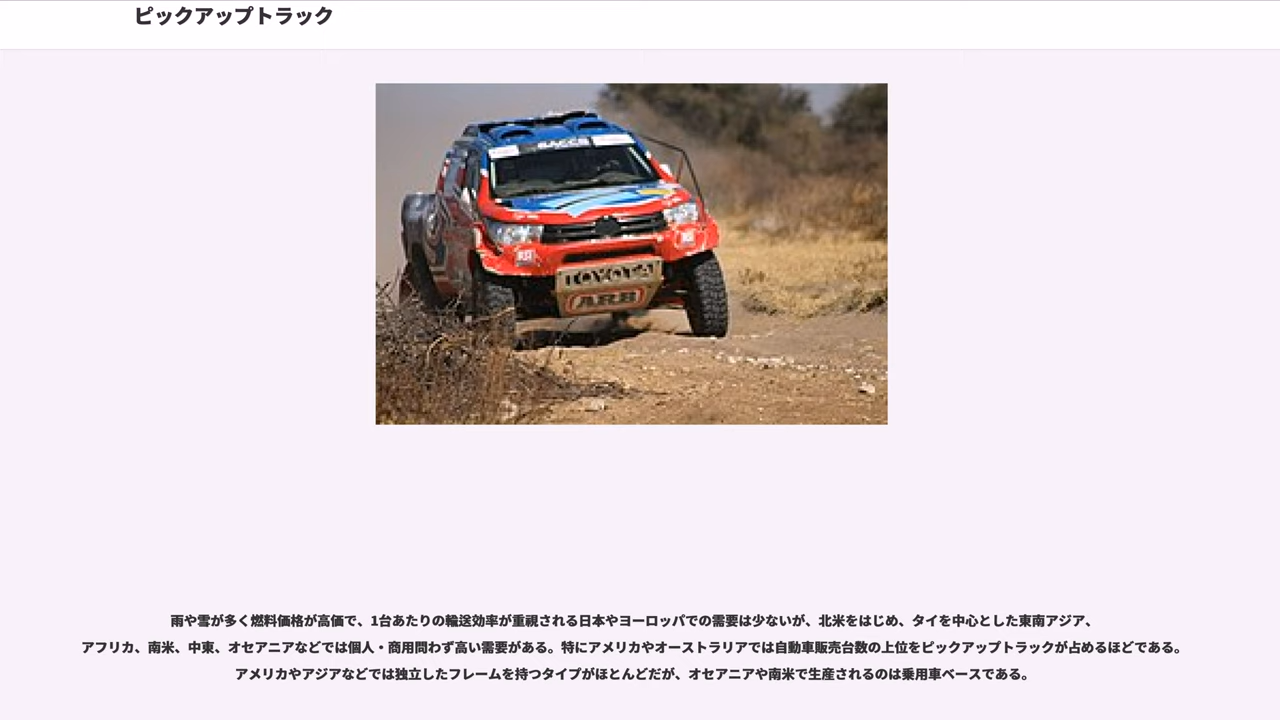 ピックアップトラック
SACCS
RSI
RSI
TOYOTA
ARB
雨や雪が多く燃料価格が高価で、1台あたりの輸送効率が重視される日本やヨーロッパでの需要は少ないが、北米をはじめ、タイを中心とした東南アジア、
アフリカ、南米、中東、オセアニアなどでは個人・商用問わず高い需要がある。特にアメリカやオーストラリアでは自動車販売台数の上位をピックアップトラックが占めるほどである。
アメリカやアジアなどでは独立したフレームを持つタイプがほとんどだが、オセアニアや南米で生産されるのは乗用車ベースである。